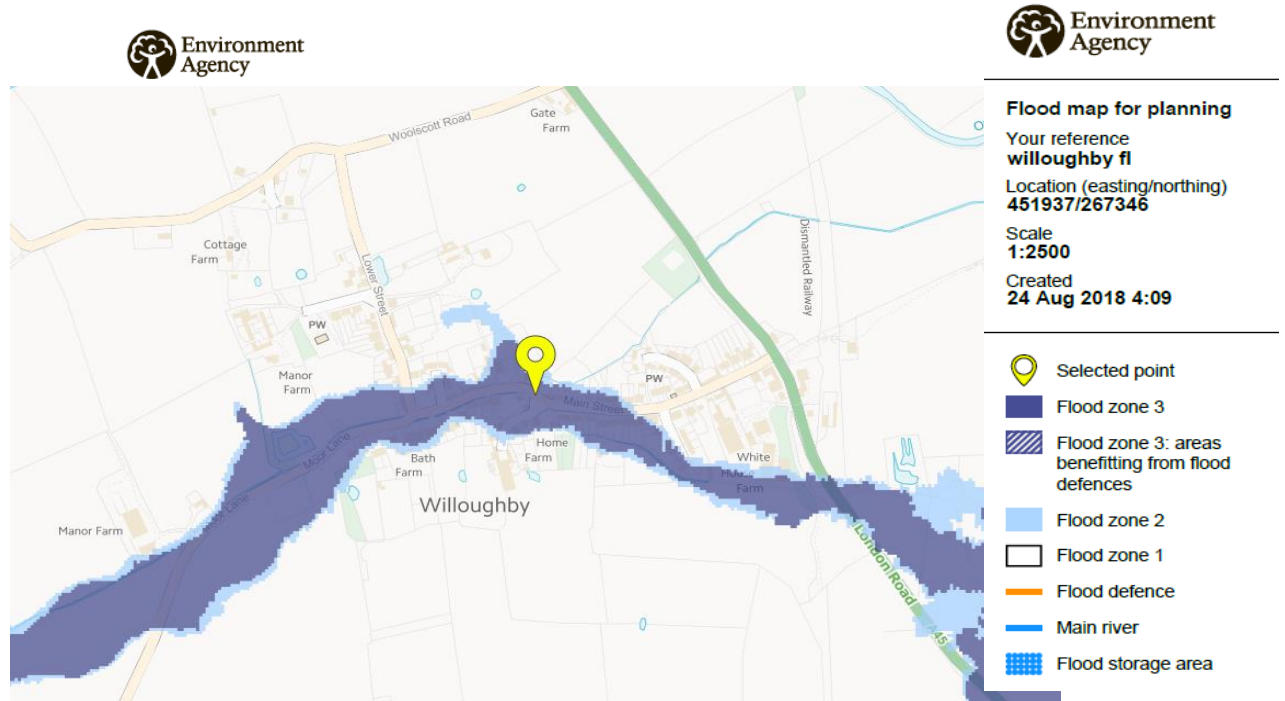 Environment
Agency
Woolscott Road
Gate
Farm
Cottage
Farm
Lower Street
Dismantled Railway
PW
Manor
Farm
PW
Main Street
Moor Lane
Home
Farm
Bath
Farm
White
Farm
Willoughby
Manor Farm
Lane
London Road
A45
Environment
Agency
Flood map for planning
Your reference
willoughby fl
Location (easting/northing)
451937/267346
Scale
1:2500
Created
24 Aug 2018 4:09
Selected point
Flood zone 3
Flood zone 3: areas
benefitting from flood
defences
Flood zone 2
Flood zone 1
Flood defence
Main river
Flood storage area